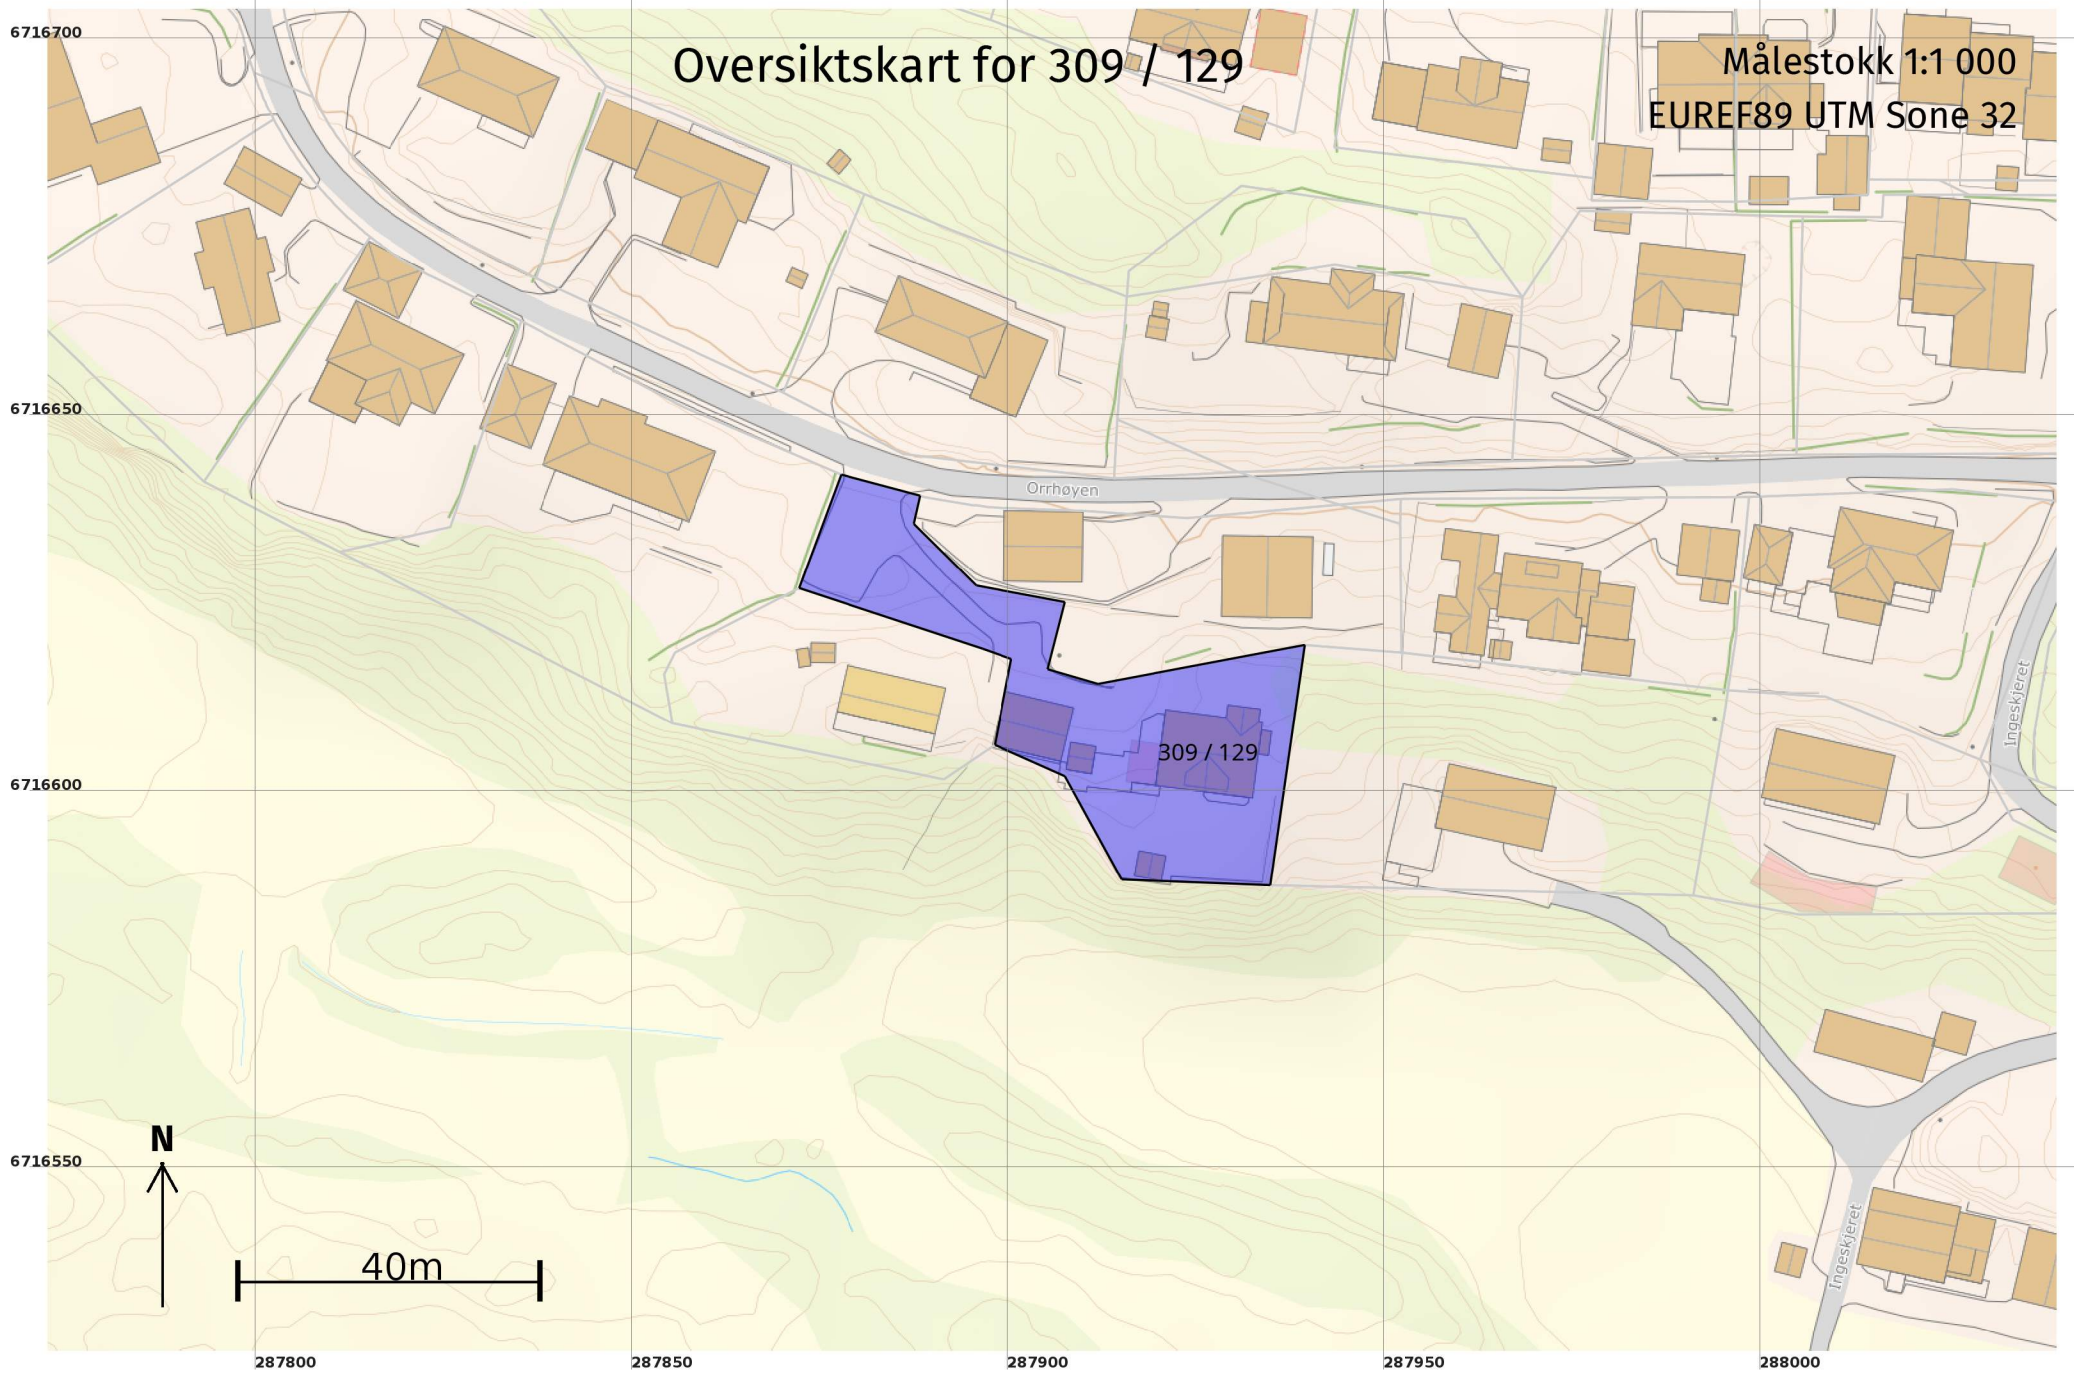 6716700
Oversiktskart for 309 / 129
Målestokk 1:1 000
EUREF89 UTM Sone 32
6716650
Orrhøyen
Ingeskjeret
309 / 129
6716600
N
6716550
40m
Ingeskjeret
287800
287850
287900
287950
288000